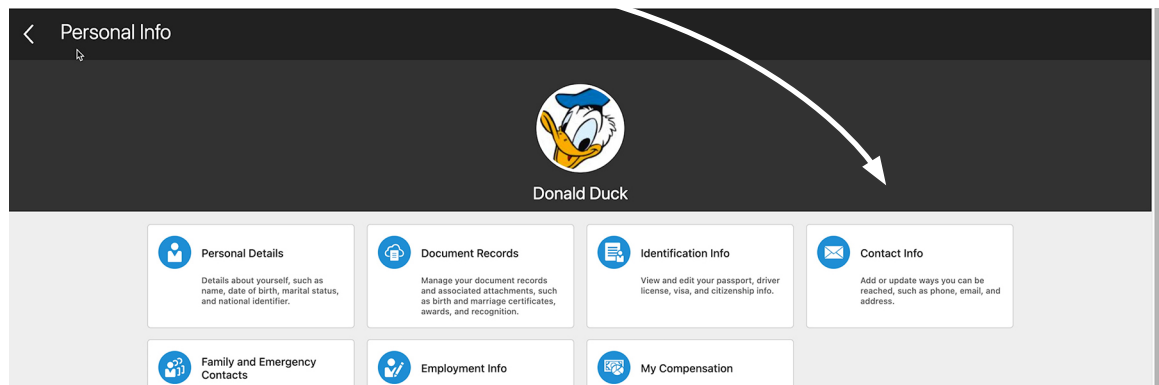 Personal Info
Donald Duck
Personal Details
Details about yourself, such as
name, date of birth, marital status,
and national identifier.
Document Records
Manage your document records
and associated attachments, such
as birth and marriage certificates,
awards, and recognition.
Identification Info
View and edit your passport, driver
license, visa, and citizenship info.
Contact Info
Add or update ways you can be
reached, such as phone, email, and
address.
Family and Emergency
Contacts
Employment Info
My Compensation